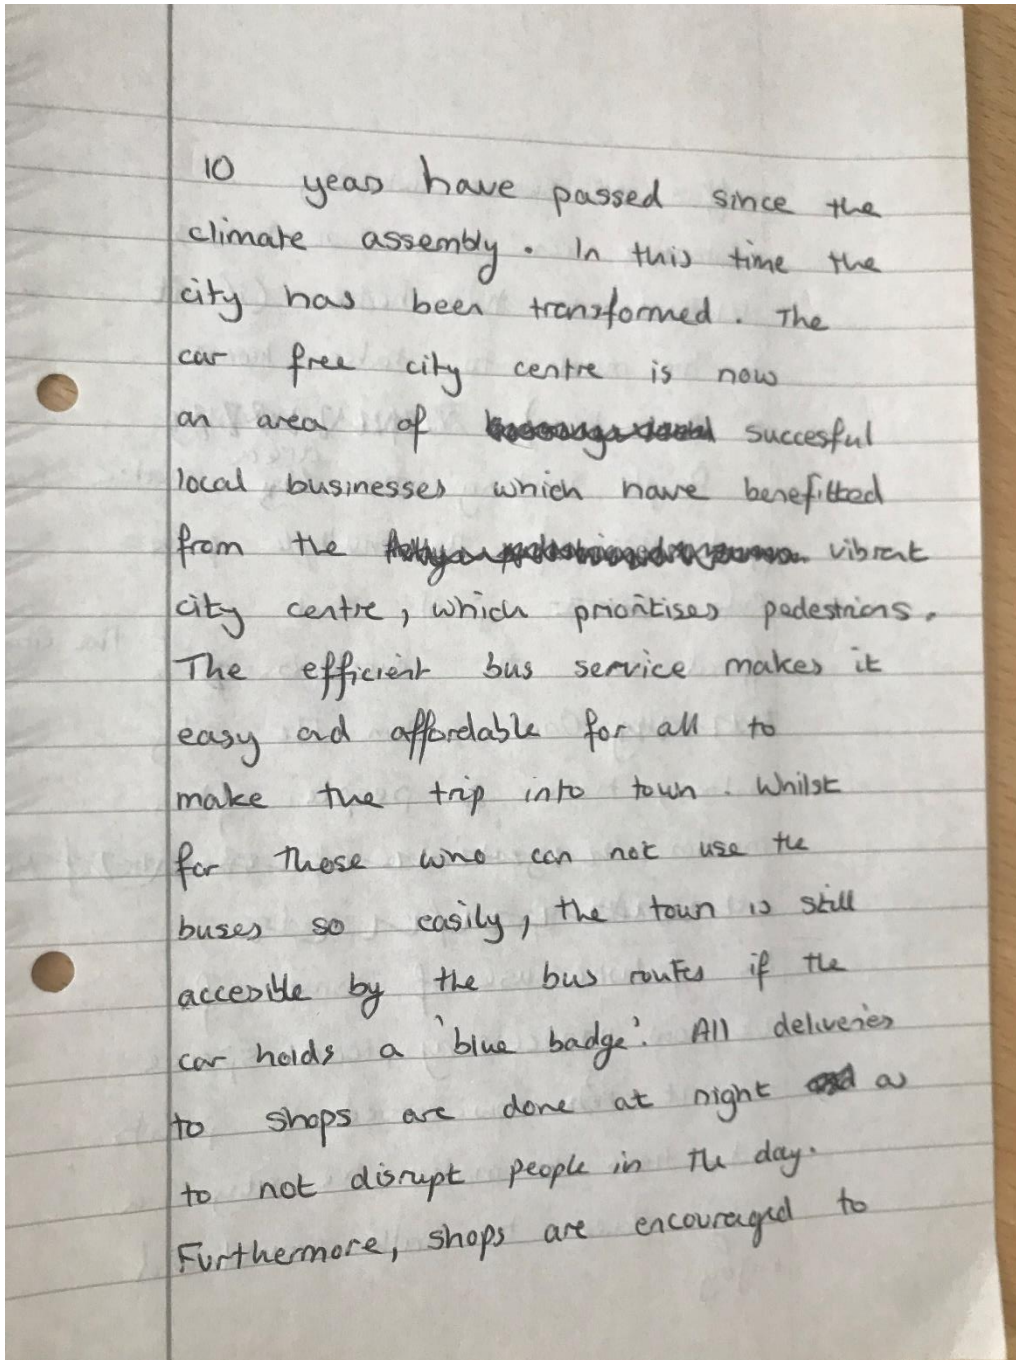 10 years have passed since the
climate assembly. In this time the
city has been transformed. The
car free city centre is now
an area of succesful
local businesses which have benefitted
from the vibrant
city centre, which prioritises pedestrians.
The efficient bus service makes it
easy and affordable for all to
make the trip into town. Whilst
for those who can not use the
buses so easily, the town is still
accesible by the bus routes if the
car holds a 'blue badge'. All deliveries
to shops are done at night as
to not disrupt people in the day.
Furthermore, shops are encouraged to